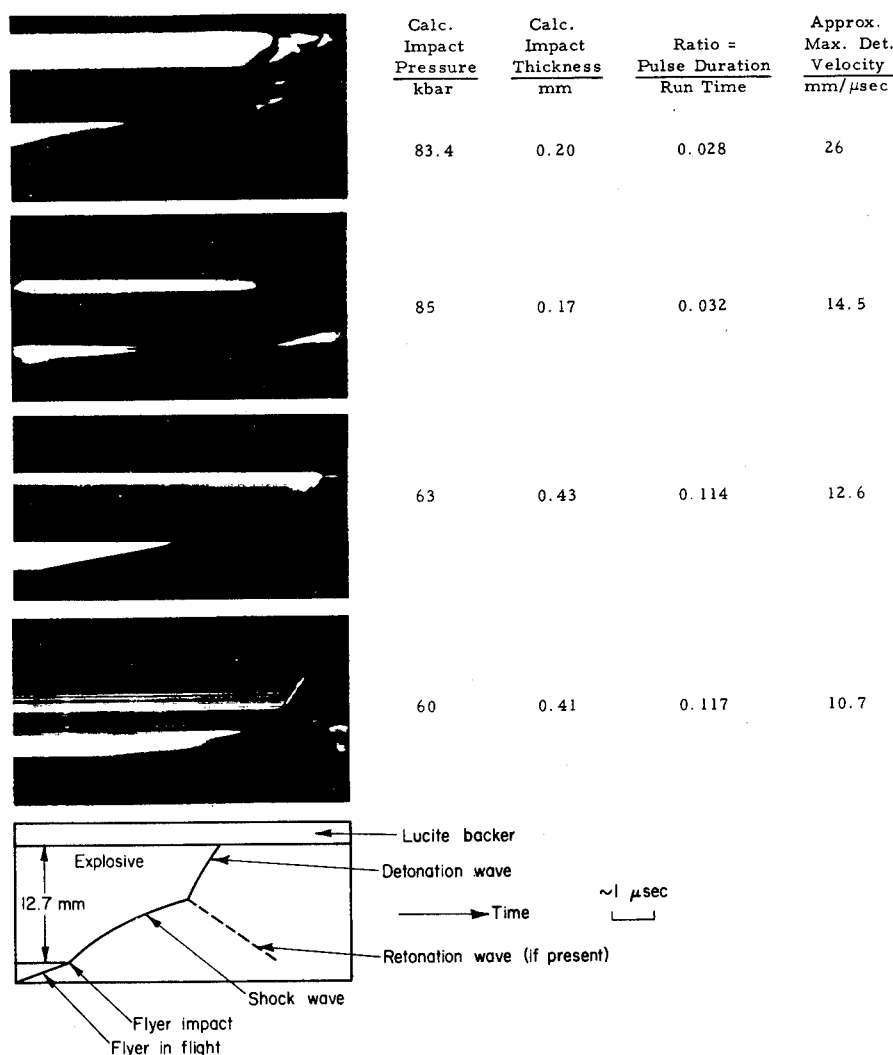 Calc.
Impact
Pressure
kbar
Calc.
Impact
Thickness
mm
Ratio =
Pulse Duration
Run Time
Approx.
Max. Det.
Velocity
mm/μsec
83.4 0.20 0.028 26
85 0.17 0.032 14.5
63 0.43 0.114 12.6
60 0.41 0.117 10.7
Lucite backer
Explosive
Detonation wave
12.7 mm
Time
~1 μsec
Retonation wave (if present)
Shock wave
Flyer impact
Flyer in flight